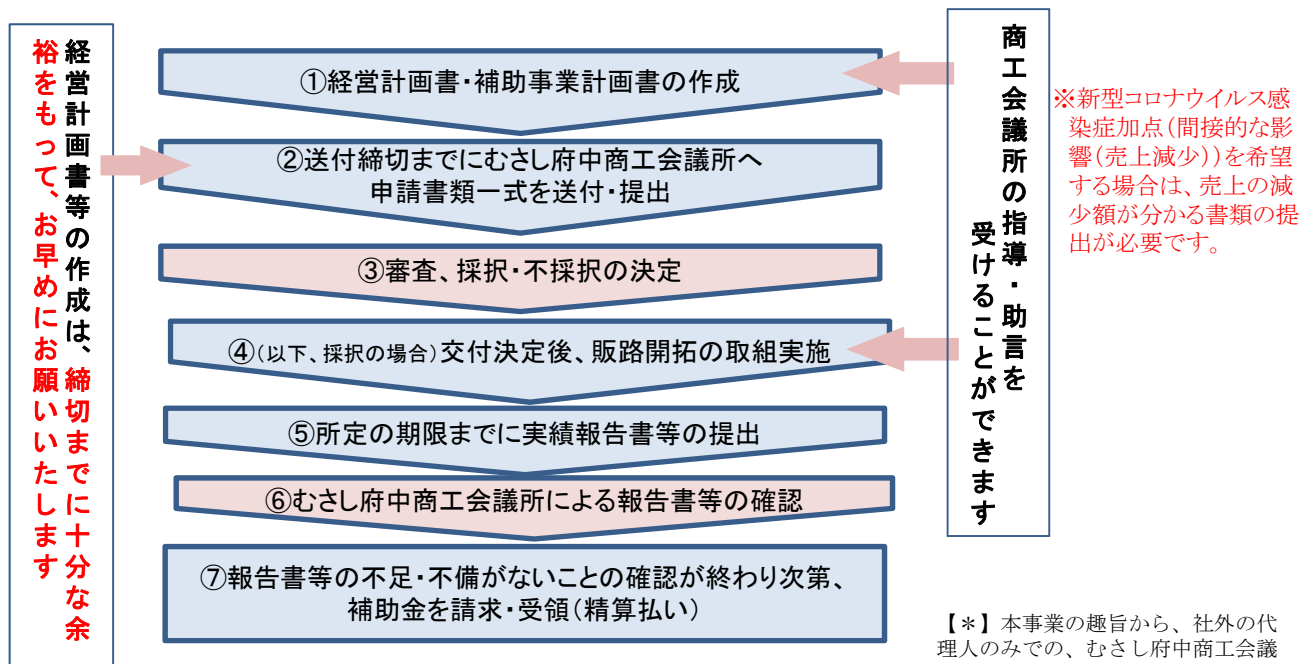 経営計画書等の作成は、締切までに十分な余
裕をもって、お早めにお願いいたします
①経営計画書・補助事業計画書の作成
②送付締切までにむさし府中商工会議所へ
申請書類一式を送付・提出
③審査、採択・不採択の決定
④(以下、採択の場合)交付決定後、販路開拓の取組実施
⑤所定の期限までに実績報告書等の提出
⑥むさし府中商工会議所による報告書等の確認
⑦報告書等の不足・不備がないことの確認が終わり次第、
補助金を請求・受領(精算払い)
商工会議所の指導・助言を
受けることができます
※新型コロナウイルス感
染症加点(間接的な影
響(売上減少))を希望
する場合は、売上の減
少額が分かる書類の提
出が必要です。
【＊】本事業の趣旨から、社外の代
理人のみでの、むさし府中商工会議